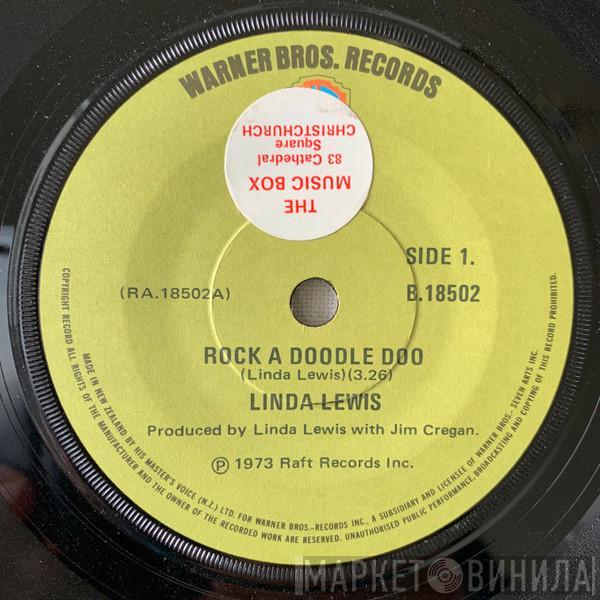 WARNER BROS. RECORDS
THE
MUSIC BOX
83 Cathedral
Square
CHRISTCHURCH
SIDE 1.
(RA.18502A)
B.18502
ROCK A DOODLE DOO
(Linda Lewis)(3.26)
LINDA LEWIS
Produced by Linda Lewis with Jim Cregan.
Ⓟ 1973 Raft Records Inc.
COPYRIGHT RECORD ALL RIGHTS OF THE MANUFACTURER AND THE OWNER OF THE RECORDED WORK ARE RESERVED. UNAUTHORISED PUBLIC PERFORMANCE, BROADCASTING AND COPYING OF THIS RECORD PROHIBITED.
MADE IN NEW ZEALAND BY HIS MASTER'S VOICE (N.Z.) LTD. FOR WARNER BROS.-RECORDS INC., A SUBSIDIARY AND LICENSEE OF WARNER BROS.- SEVEN ARTS INC.
МАРКЕТ ВИНИЛА